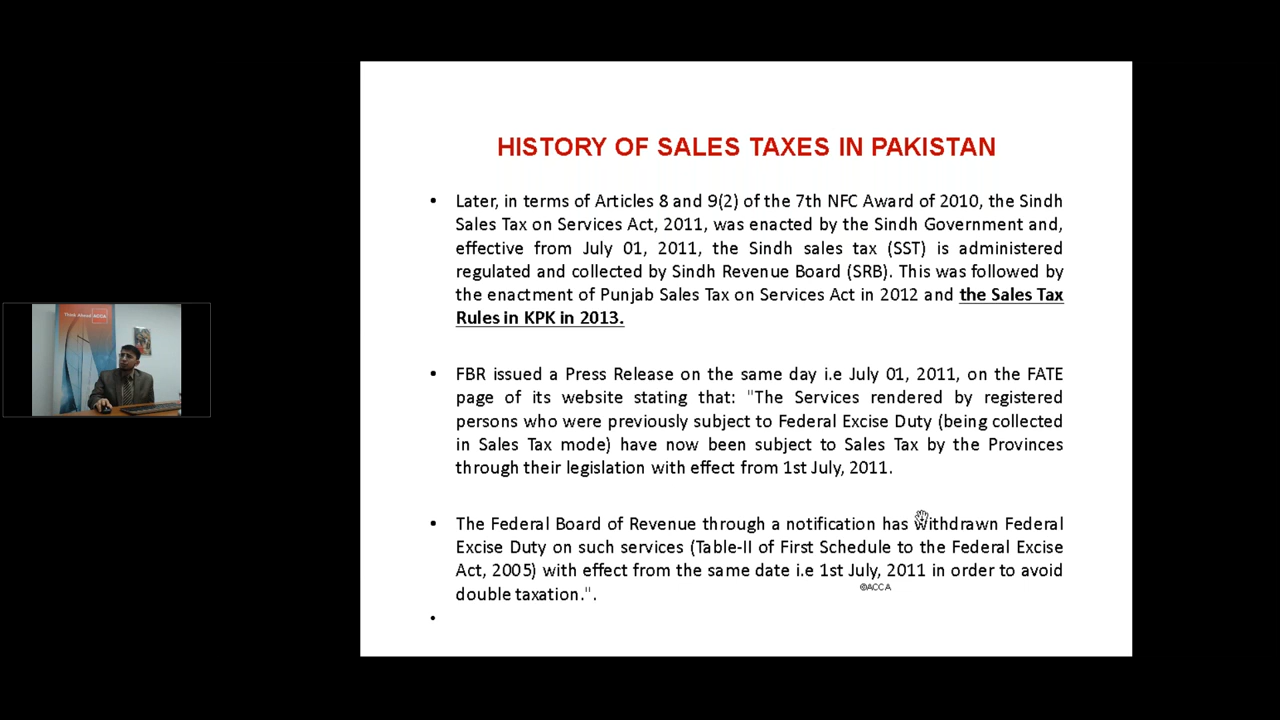 HISTORY OF SALES TAXES IN PAKISTAN
• Later, in terms of Articles 8 and 9(2) of the 7th NFC Award of 2010, the Sindh
Sales Tax on Services Act, 2011, was enacted by the Sindh Government and,
effective from July 01, 2011, the Sindh sales tax (SST) is administered
regulated and collected by Sindh Revenue Board (SRB). This was followed by
the enactment of Punjab Sales Tax on Services Act in 2012 and the Sales Tax
Rules in KPK in 2013.
• FBR issued a Press Release on the same day i.e July 01, 2011, on the FATE
page of its website stating that: "The Services rendered by registered
persons who were previously subject to Federal Excise Duty (being collected
in Sales Tax mode) have now been subject to Sales Tax by the Provinces
through their legislation with effect from 1st July, 2011.
• The Federal Board of Revenue through a notification has withdrawn Federal
Excise Duty on such services (Table-II of First Schedule to the Federal Excise
Act, 2005) with effect from the same date i.e 1st July, 2011 in order to avoid
double taxation.".
•
©ACCA
Think Ahead ACCA